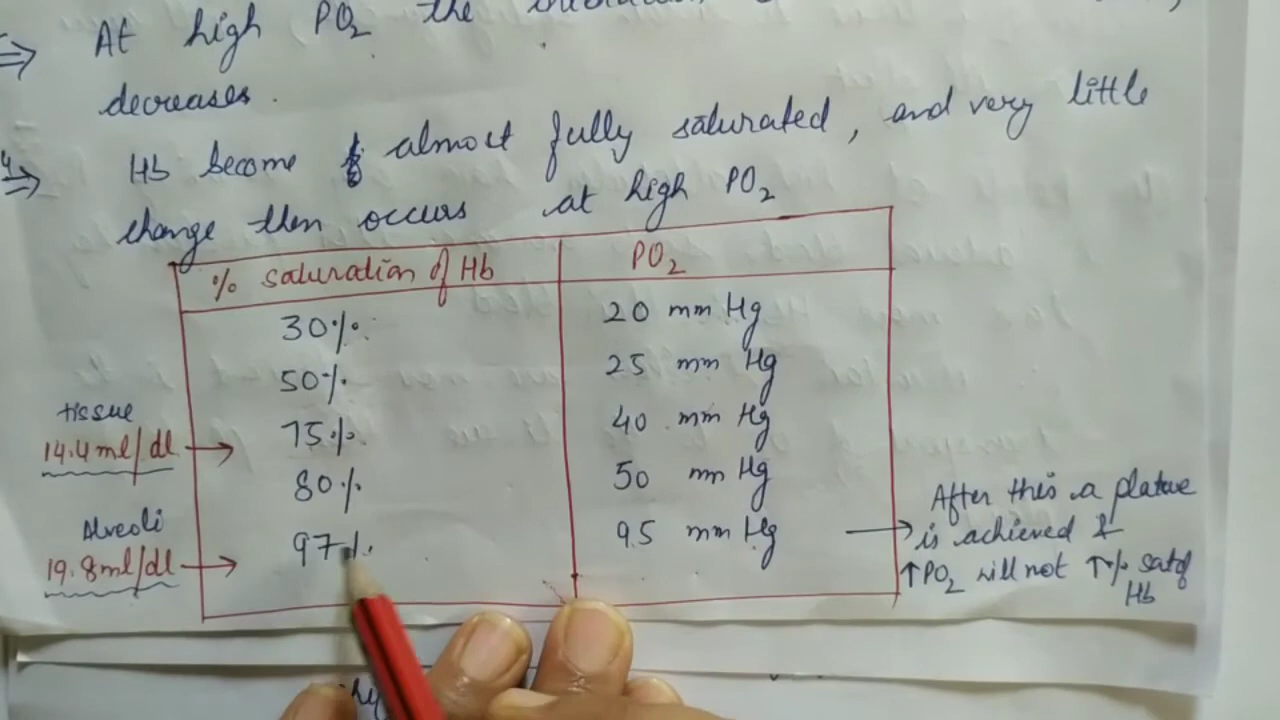 ⇒ At high PO₂ the
decreases.
⇒ Hb become almost fully saturated, and very little
change then occurs at high PO₂
% saturation of Hb PO₂
30% 20 mm Hg
50% 25 mm Hg
tissue
14.4 ml/dl → 75% 40 mm Hg
80% 50 mm Hg
Alveoli
19.8 ml/dl → 97% 95 mm Hg → After this a platue
is achieved &
↑PO₂ will not ↑% sat of
Hb